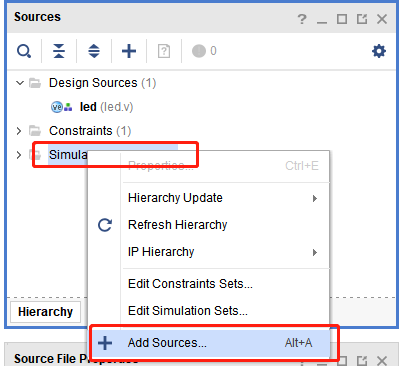 Sources
0
Design Sources (1)
led (led.v)
Constraints (1)
Simula
Properties... Ctrl+E
Hierarchy Update
Refresh Hierarchy
IP Hierarchy
Edit Constraints Sets...
Edit Simulation Sets...
Hierarchy
Add Sources... Alt+A
Source File Properties